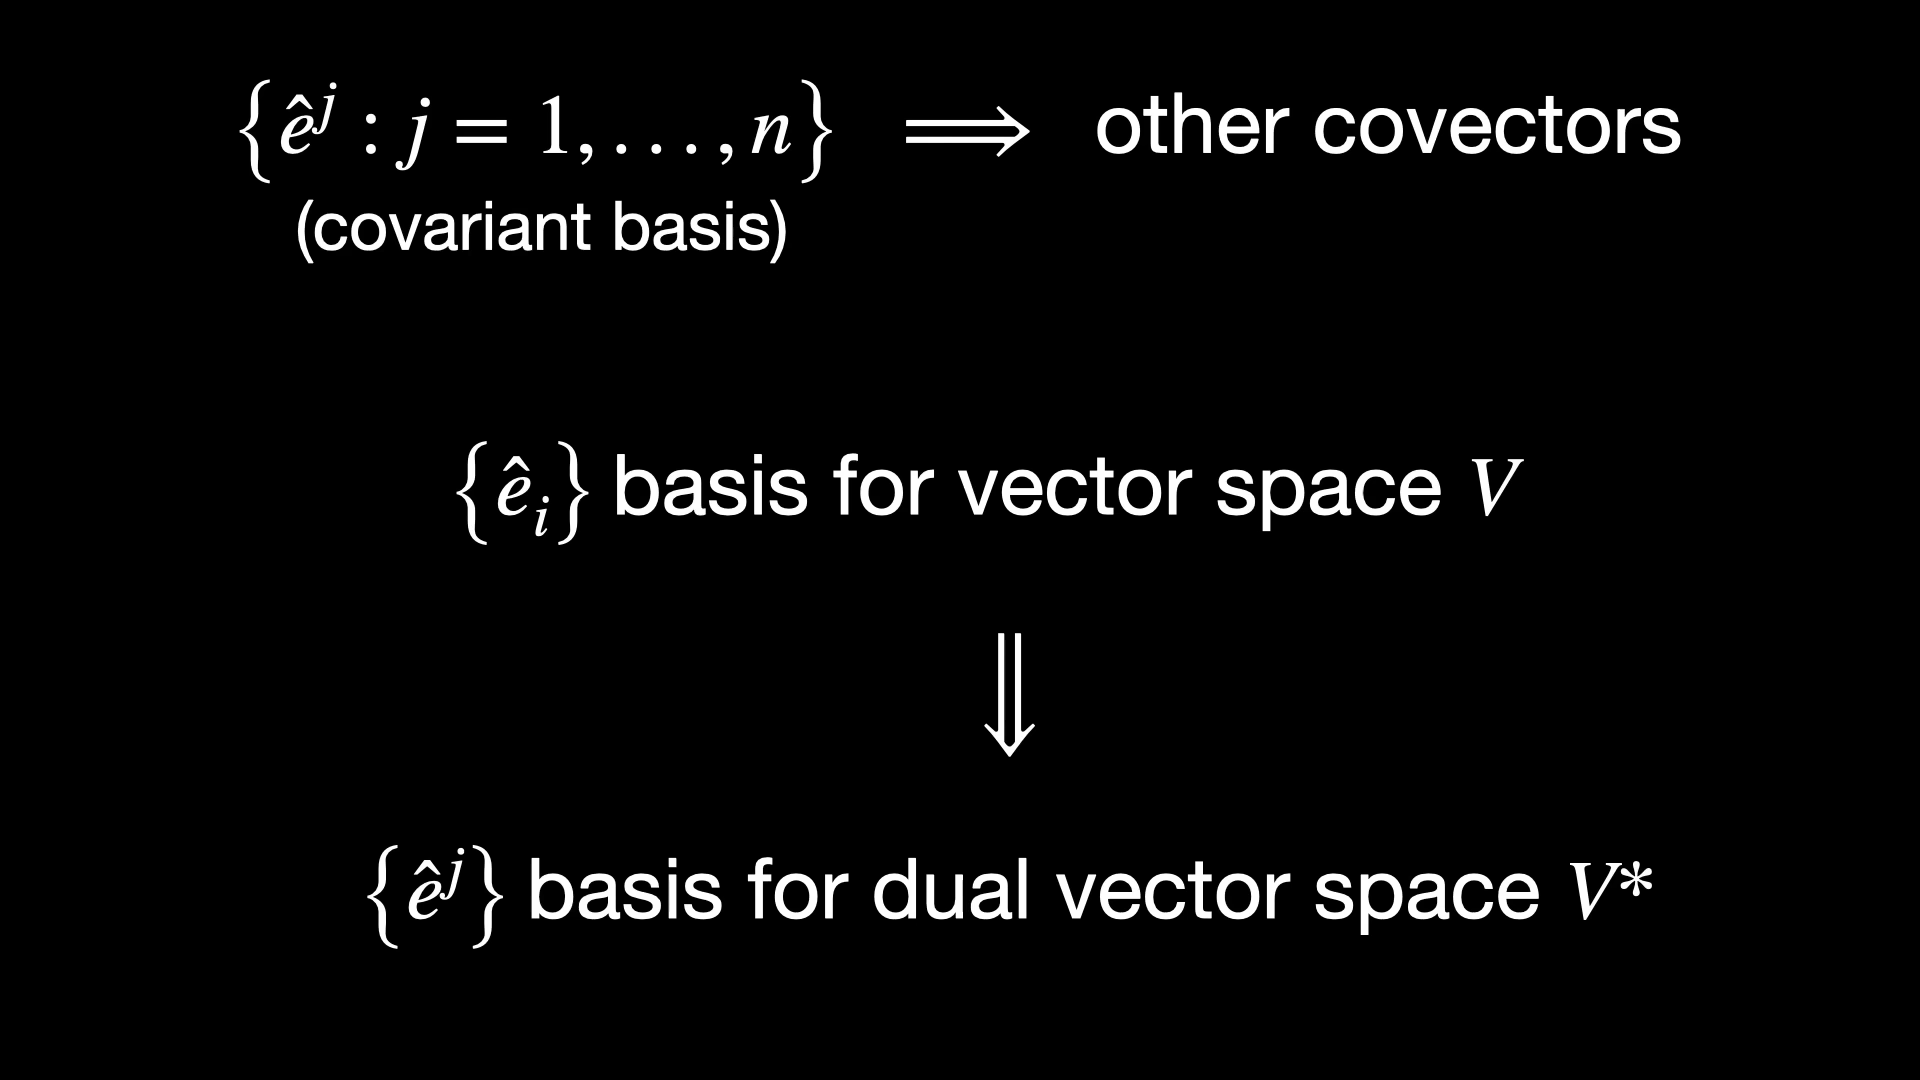 {ê^j : j = 1, . . . , n} ⟹ other covectors
(covariant basis)
{ê_i} basis for vector space V
⇓
{ê^j} basis for dual vector space V*